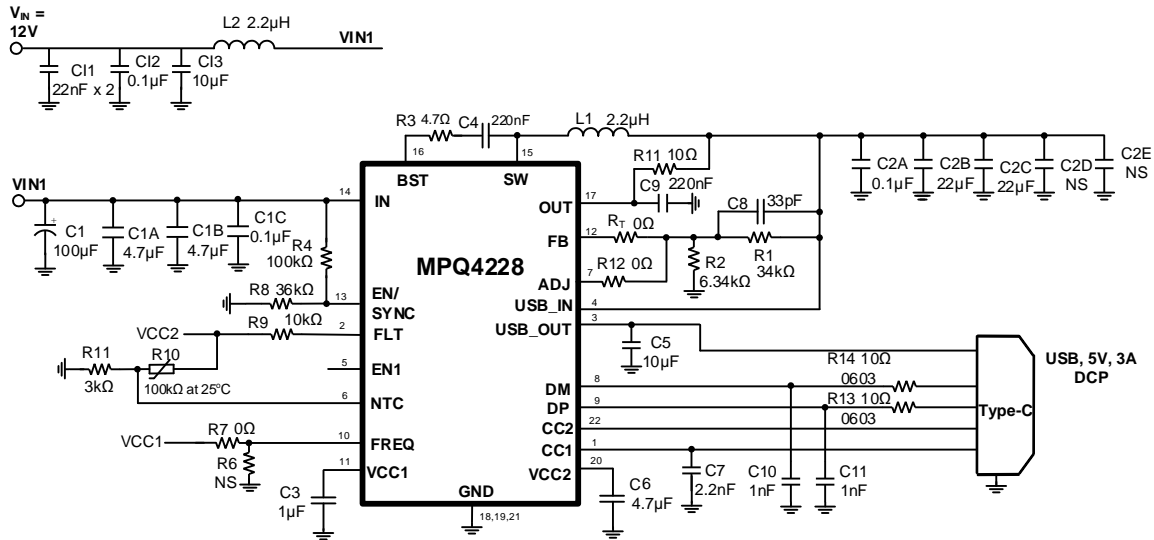 VIN =
12V
L2 2.2µH
VIN1
CI1
22nF x 2
CI2
0.1µF
CI3
10µF
R3 4.7Ω
C4
220nF
L1 2.2µH
16
15
BST
SW
R11 10Ω
C9
220nF
C2A
0.1µF
C2B
22µF
C2C
22µF
C2D
NS
C2E
NS
VIN1
14
IN
17
OUT
C8
33pF
C1
100µF
+
C1A
4.7µF
C1B
4.7µF
C1C
0.1µF
R4
100kΩ
12
FB
RT 0Ω
R1
34kΩ
R2
6.34kΩ
MPQ4228
7
ADJ
R12 0Ω
R8 36kΩ
13
EN/
SYNC
4
USB_IN
VCC2
R9
10kΩ
2
FLT
3
USB_OUT
C5
10µF
R11
3kΩ
R10
100kΩ at 25°C
5
EN1
6
NTC
8
DM
R14 10Ω
0603
9
DP
R13 10Ω
0603
22
CC2
1
CC1
Type-C
USB, 5V, 3A
DCP
VCC1
R7 0Ω
R6
NS
10
FREQ
11
VCC1
C3
1µF
20
VCC2
C6
4.7µF
C7
2.2nF
C10
1nF
C11
1nF
GND
18,19,21